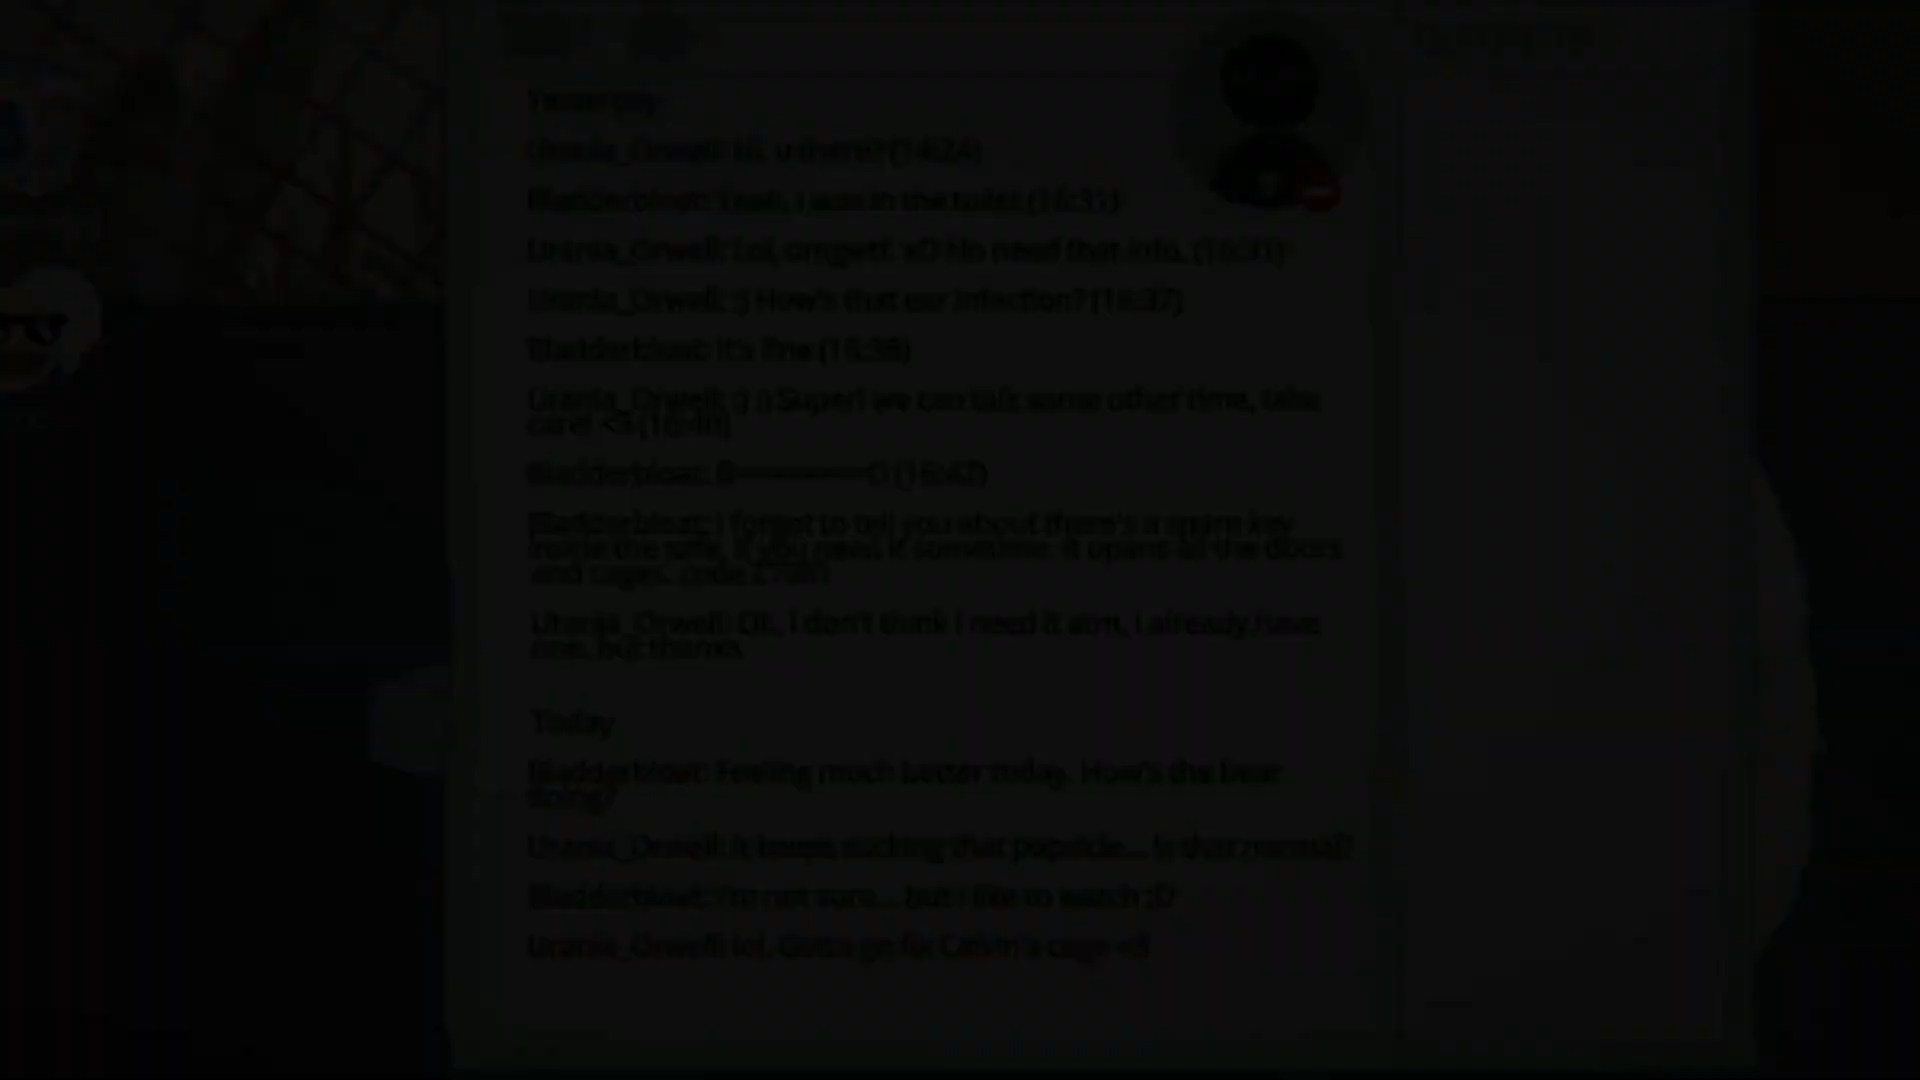 Yesterday
Urania_Orwell: Hi, u there? (14:24)
Bladderbloat: Yeah, I was in the toilet (16:31)
Urania_Orwell: Lol, omgwtf. xD No need that info. (16:31)
Urania_Orwell: :) How's that ear infection? (16:37)
Bladderbloat: It's fine (16:38)
Urania_Orwell: :) :) Super! we can talk some other time, take
care <3 (16:40)
Bladderbloat: (16:42)
Bladderbloat: I forgot to tell you about there's a spare key
inside the safe, if you need it sometime. It opens all the doors
and cages. code
Urania_Orwell: Ok, I don't think I need it atm, I already have
one, but thanks
Today
Bladderbloat: Feeling much better today. How's the bear
doing?
Urania_Orwell: It keeps sucking that popsicle... Is that normal?
Bladderbloat: I'm not sure... But I like to watch :D
Urania_Orwell: lol. Gotta go fix Calvin's cage <3